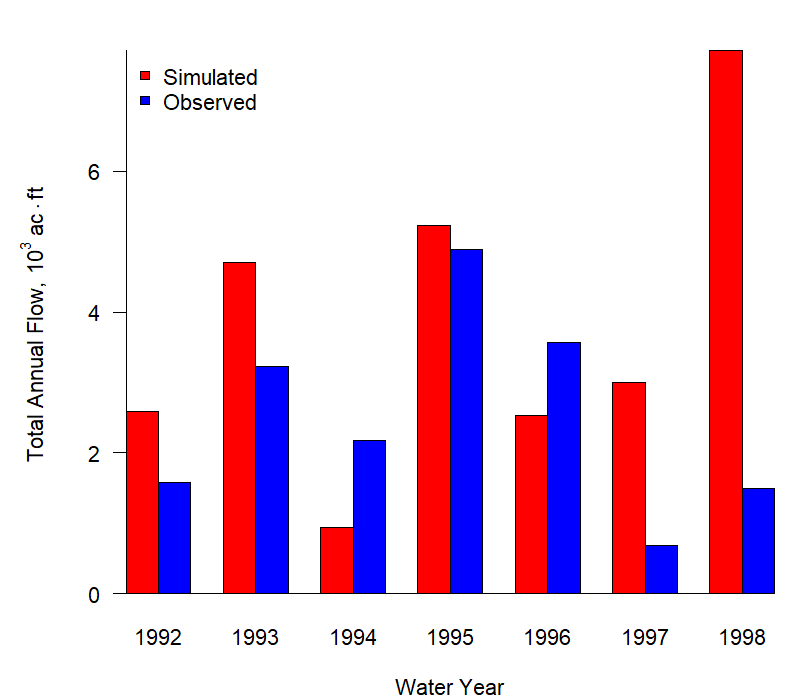 Simulated
Observed
6
4
2
0
Total Annual Flow, 10³ ac·ft
1992 1993 1994 1995 1996 1997 1998
Water Year